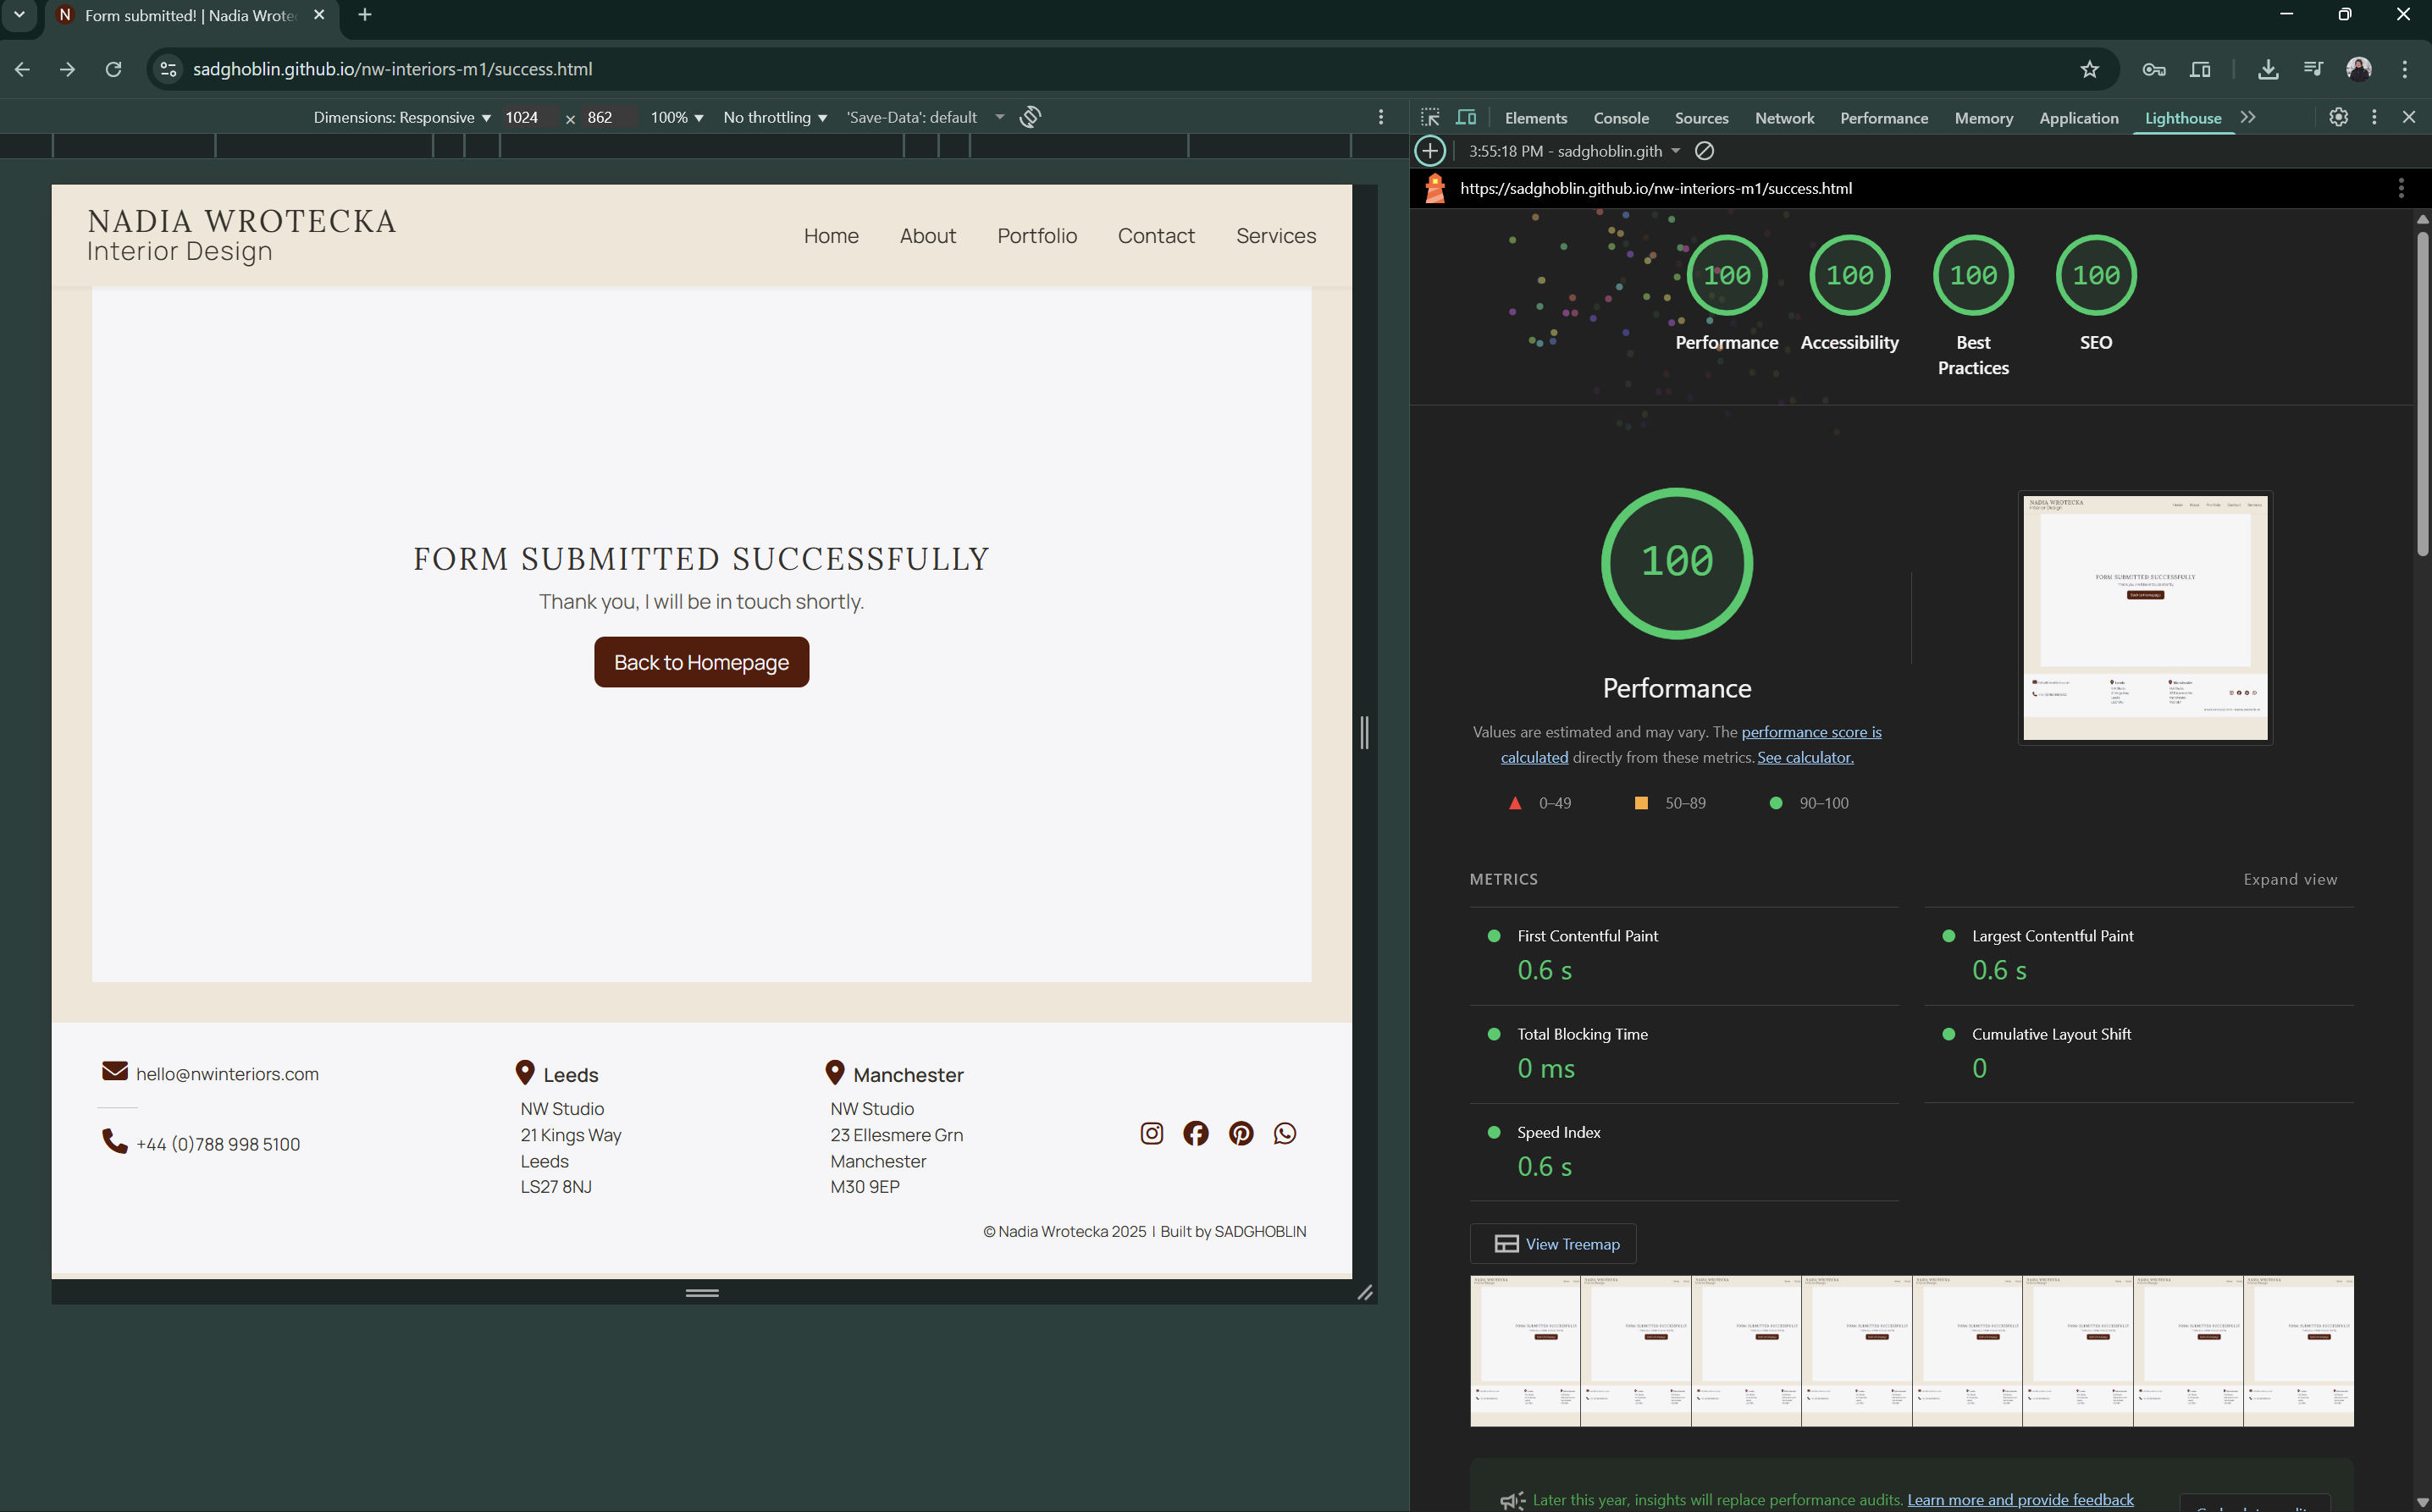 Form submitted! | Nadia Wrote
sadghoblin.github.io/nw-interiors-m1/success.html
Dimensions: Responsive 1024 × 862 100% No throttling 'Save-Data': default
NADIA WROTECKA
Interior Design
Home About Portfolio Contact Services
FORM SUBMITTED SUCCESSFULLY
Thank you, I will be in touch shortly.
Back to Homepage
hello@nwinteriors.com
+44 (0)788 998 5100
Leeds
NW Studio
21 Kings Way
Leeds
LS27 8NJ
Manchester
NW Studio
23 Ellesmere Grn
Manchester
M30 9EP
© Nadia Wrotecka 2025 | Built by SADGHOBLIN
Elements Console Sources Network Performance Memory Application Lighthouse
3:55:18 PM - sadghoblin.gith
https://sadghoblin.github.io/nw-interiors-m1/success.html
100 100 100 100
Performance Accessibility Best Practices SEO
100
Performance
Values are estimated and may vary. The performance score is
calculated directly from these metrics. See calculator.
0–49 50–89 90–100
METRICS Expand view
First Contentful Paint
0.6 s
Largest Contentful Paint
0.6 s
Total Blocking Time
0 ms
Cumulative Layout Shift
0
Speed Index
0.6 s
View Treemap
Later this year, insights will replace performance audits. Learn more and provide feedback